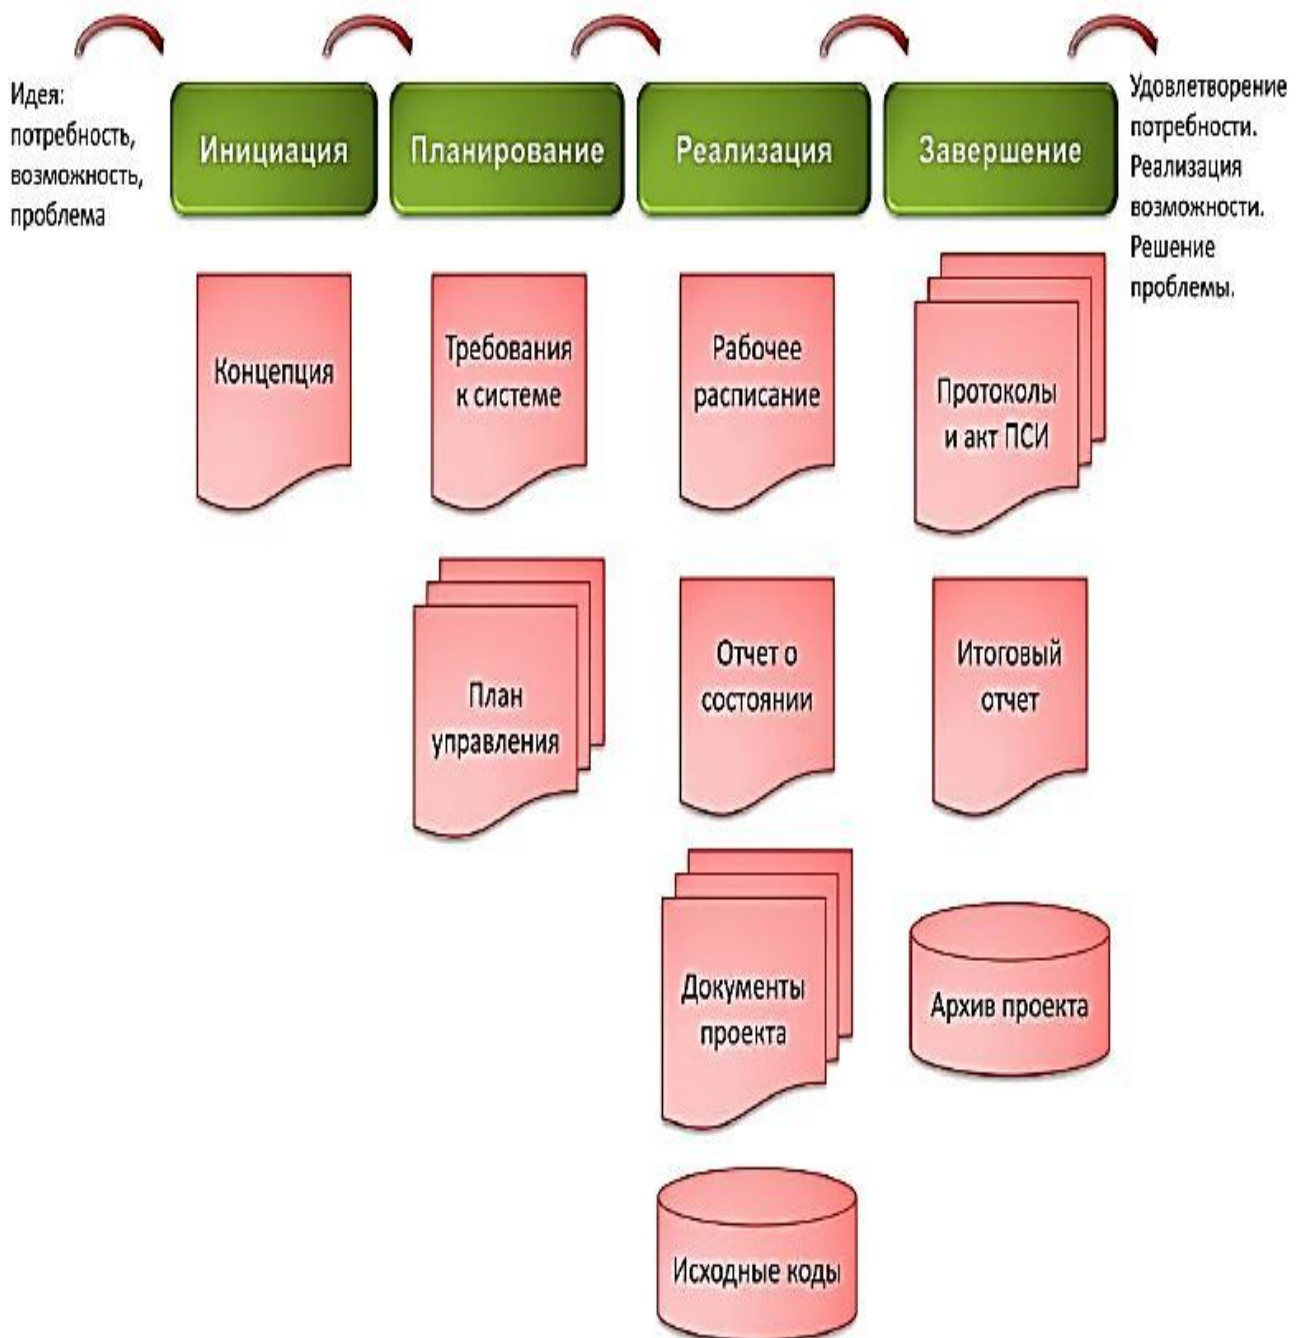 Идея:
потребность,
возможность,
проблема
Инициация
Планирование
Реализация
Завершение
Удовлетворение
потребности.
Реализация
возможности.
Решение
проблемы.
Концепция
Требования
к системе
Рабочее
расписание
Протоколы
и акт ПСИ
План
управления
Отчет о
состоянии
Итоговый
отчет
Документы
проекта
Архив проекта
Исходные коды